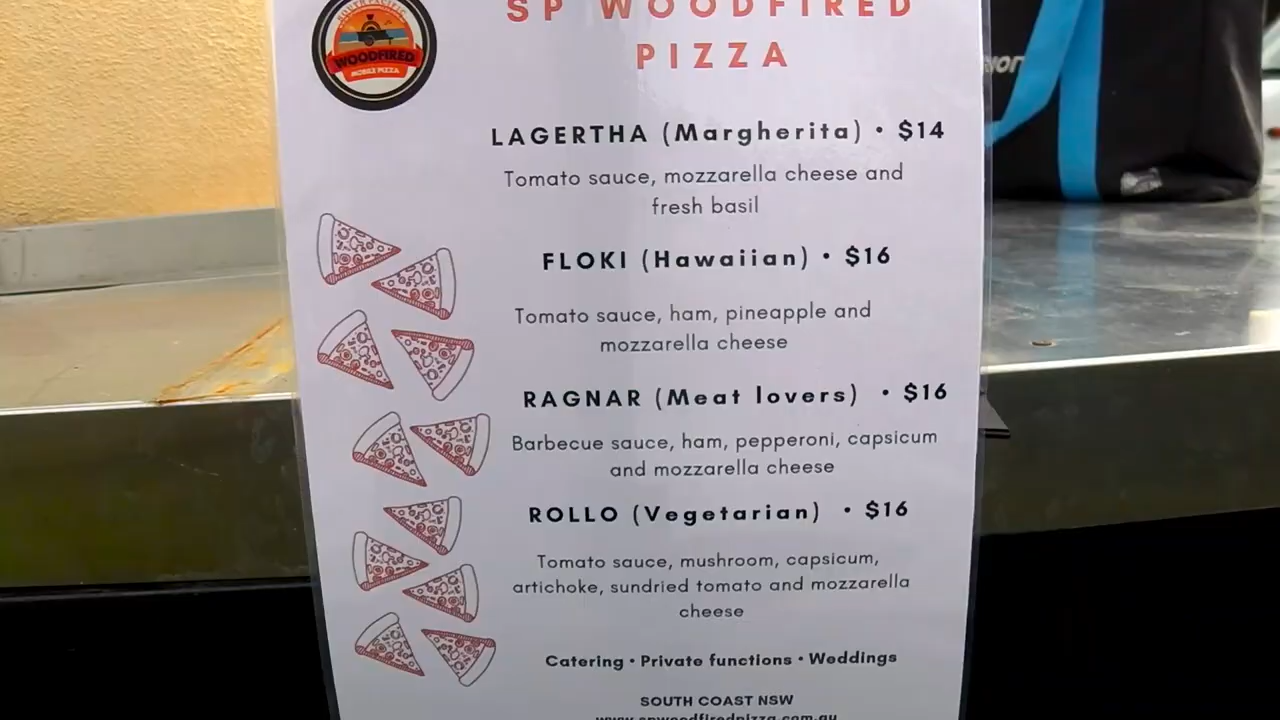 SP WOODFIRED
PIZZA
WOODFIRED
MOBILE PIZZA
LAGERTHA (Margherita) • $14
Tomato sauce, mozzarella cheese and
fresh basil
FLOKI (Hawaiian) • $16
Tomato sauce, ham, pineapple and
mozzarella cheese
RAGNAR (Meat lovers) • $16
Barbecue sauce, ham, pepperoni, capsicum
and mozzarella cheese
ROLLO (Vegetarian) • $16
Tomato sauce, mushroom, capsicum,
artichoke, sundried tomato and mozzarella
cheese
Catering • Private functions • Weddings
SOUTH COAST NSW
www.spwoodfiredpizza.com.au